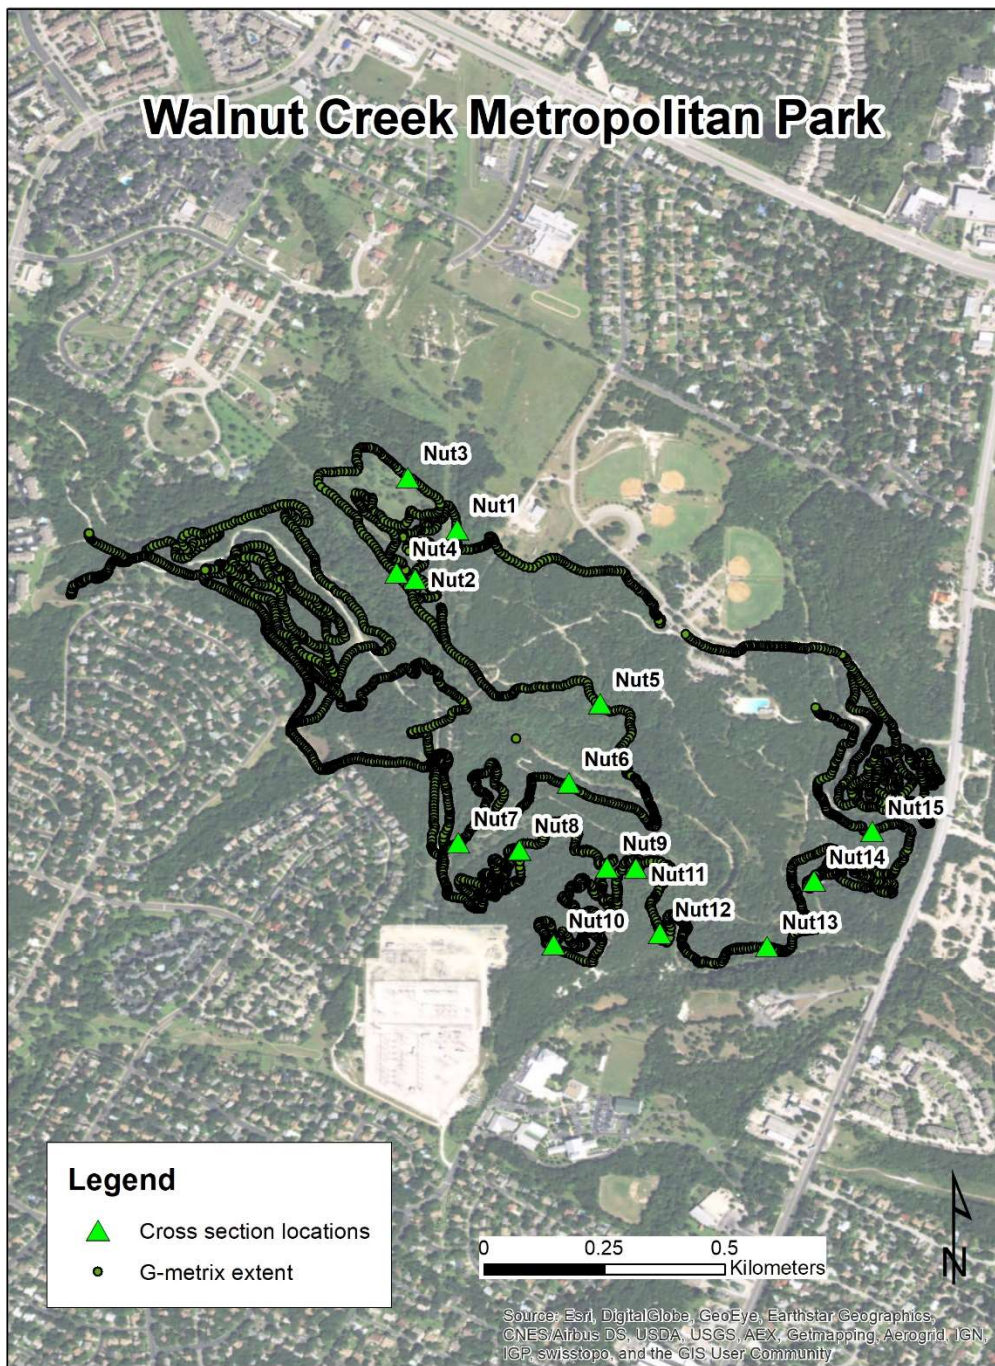 Walnut Creek Metropolitan Park
Nut3
Nut1
Nut4
Nut2
Nut5
Nut6
Nut7
Nut8
Nut9
Nut11
Nut10
Nut12
Nut13
Nut14
Nut15
Legend
Cross section locations
G-metrix extent
0 0.25 0.5
Kilometers
N
Source: Esri, DigitalGlobe, GeoEye, Earthstar Geographics,
CNES/Airbus DS, USDA, USGS, AEX, Getmapping, Aerogrid, IGN,
IGP, swisstopo, and the GIS User Community